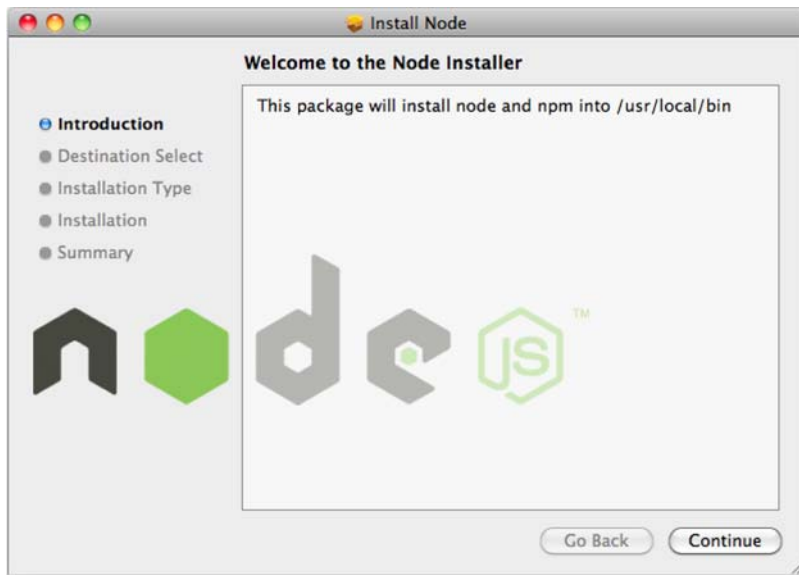 Install Node
Welcome to the Node Installer
Introduction
Destination Select
Installation Type
Installation
Summary
This package will install node and npm into /usr/local/bin
node
JS
TM
Go Back
Continue